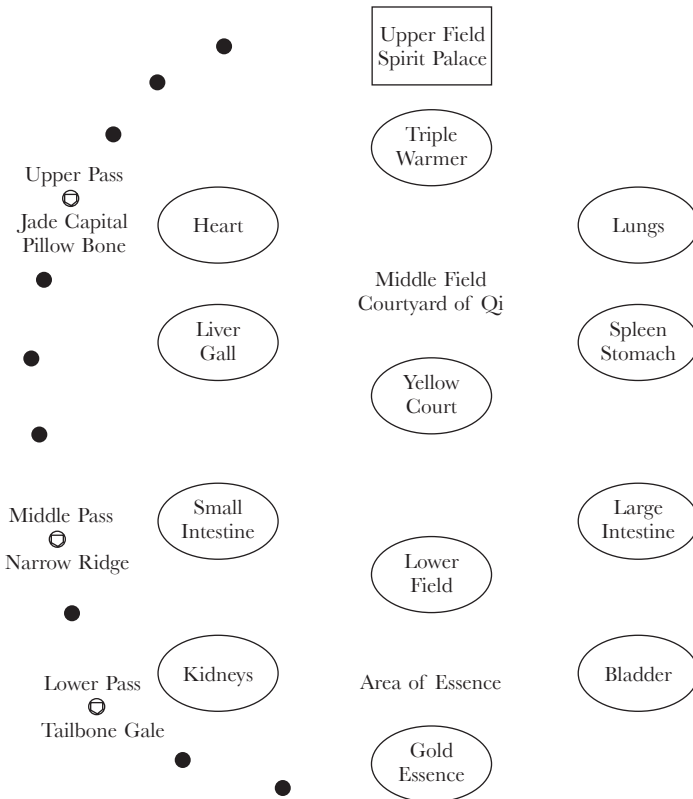 Upper Field
Spirit Palace
Triple
Warmer
Upper Pass
Jade Capital
Pillow Bone
Heart
Lungs
Middle Field
Courtyard of Qi
Liver
Gall
Spleen
Stomach
Yellow
Court
Middle Pass
Narrow Ridge
Small
Intestine
Large
Intestine
Lower
Field
Lower Pass
Tailbone Gale
Kidneys
Area of Essence
Bladder
Gold
Essence